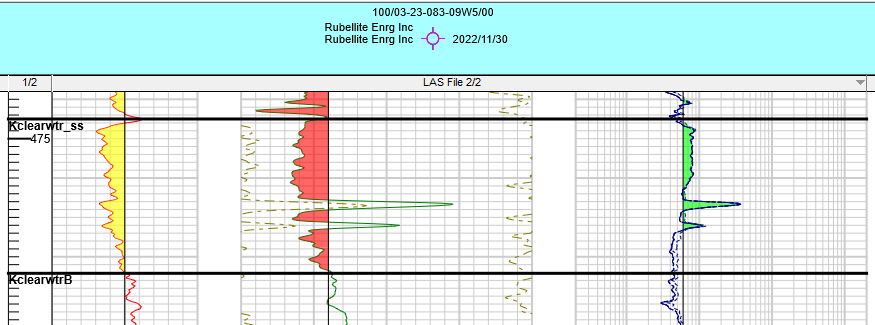 100/03-23-083-09W5/00
Rubellite Enrg Inc
Rubellite Enrg Inc 2022/11/30
1/2 LAS File 2/2
Kclearwtr_ss
475
KclearwtrB